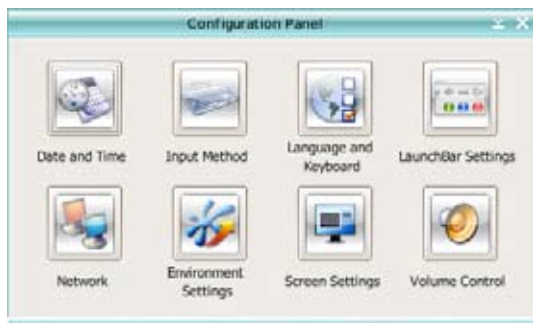 Configuration Panel
Date and Time
Input Method
Language and
Keyboard
LaunchBar Settings
Network
Environment
Settings
Screen Settings
Volume Control